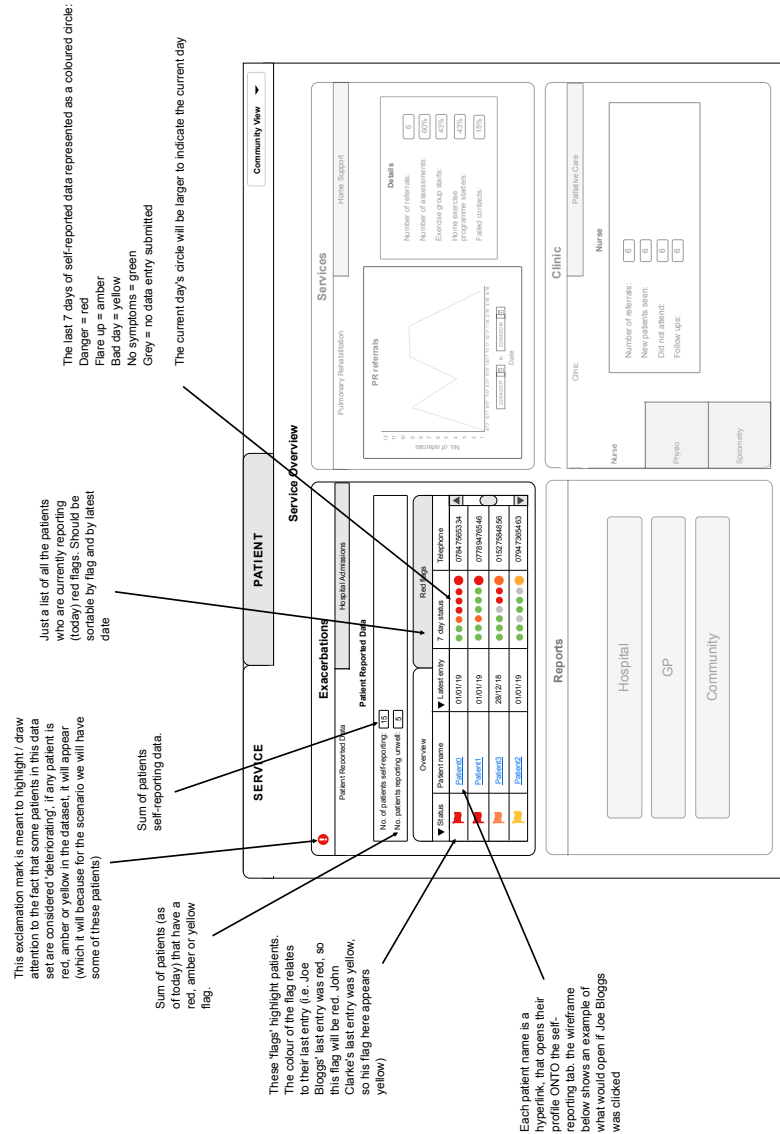 This exclamation mark is meant to highlight / draw
attention to the fact that some patients in this data
set are considered 'deteriorating', if any patient is
red, amber or yellow in the dataset, it will appear
(which it will because for the scenario we will have
some of these patients)
Just a list of all the patients
who are currently reporting
(today) red flags. Should be
sortable by flag and by latest
date
The last 7 days of self-reported data represented as a coloured circle:
Danger = red
Flare up = amber
Bad day = yellow
No symptoms = green
Grey = no data entry submitted
The current day's circle will be larger to indicate the current day
Sum of patients
self-reporting data.
Sum of patients (as
of today) that have a
red, amber or yellow
flag.
These 'flags' highlight patients.
The colour of the flag relates
to their last entry (i.e. Joe
Bloggs' last entry was red, so
this flag will be red. John
Clarke's last entry was yellow,
so his flag here appears
yellow)
Each patient name is a
hyperlink, that opens their
profile ONTO the self-
reporting tab. the wireframe
below shows an example of
what would open if Joe Bloggs
was clicked
SERVICE
PATIENT
Community View
Service Overview
!
Exacerbations
Patient Reported Data
Hospital Admissions
Patient Reported Data
No. of patients self-reporting: 15
No. patients reporting unwell: 5
Overview
Red flags
Status Patient name Latest entry 7 day status Telephone
Patient0 01/01/19 07847565334
Patient1 01/01/19 07789476546
Patient3 28/12/18 01527584856
Patient2 01/01/19 07947365463
Services
Pulmonary Rehabilitation
Home Support
PR referrals
No. of referrals
12
11
10
9
8
7
6
5
4
3
2
1
to
Date
Details
Number of referrals: 6
Number of assessments: 60%
Exercise group starts: 43%
Home exercise
programme starters: 43%
Failed contacts: 15%
Reports
Hospital
GP
Community
Clinic
Clinic
Palliative Care
Nurse
Physio
Spirometry
Nurse
Number of referrals: 6
New patients seen: 6
Did not attend: 6
Follow ups: 6